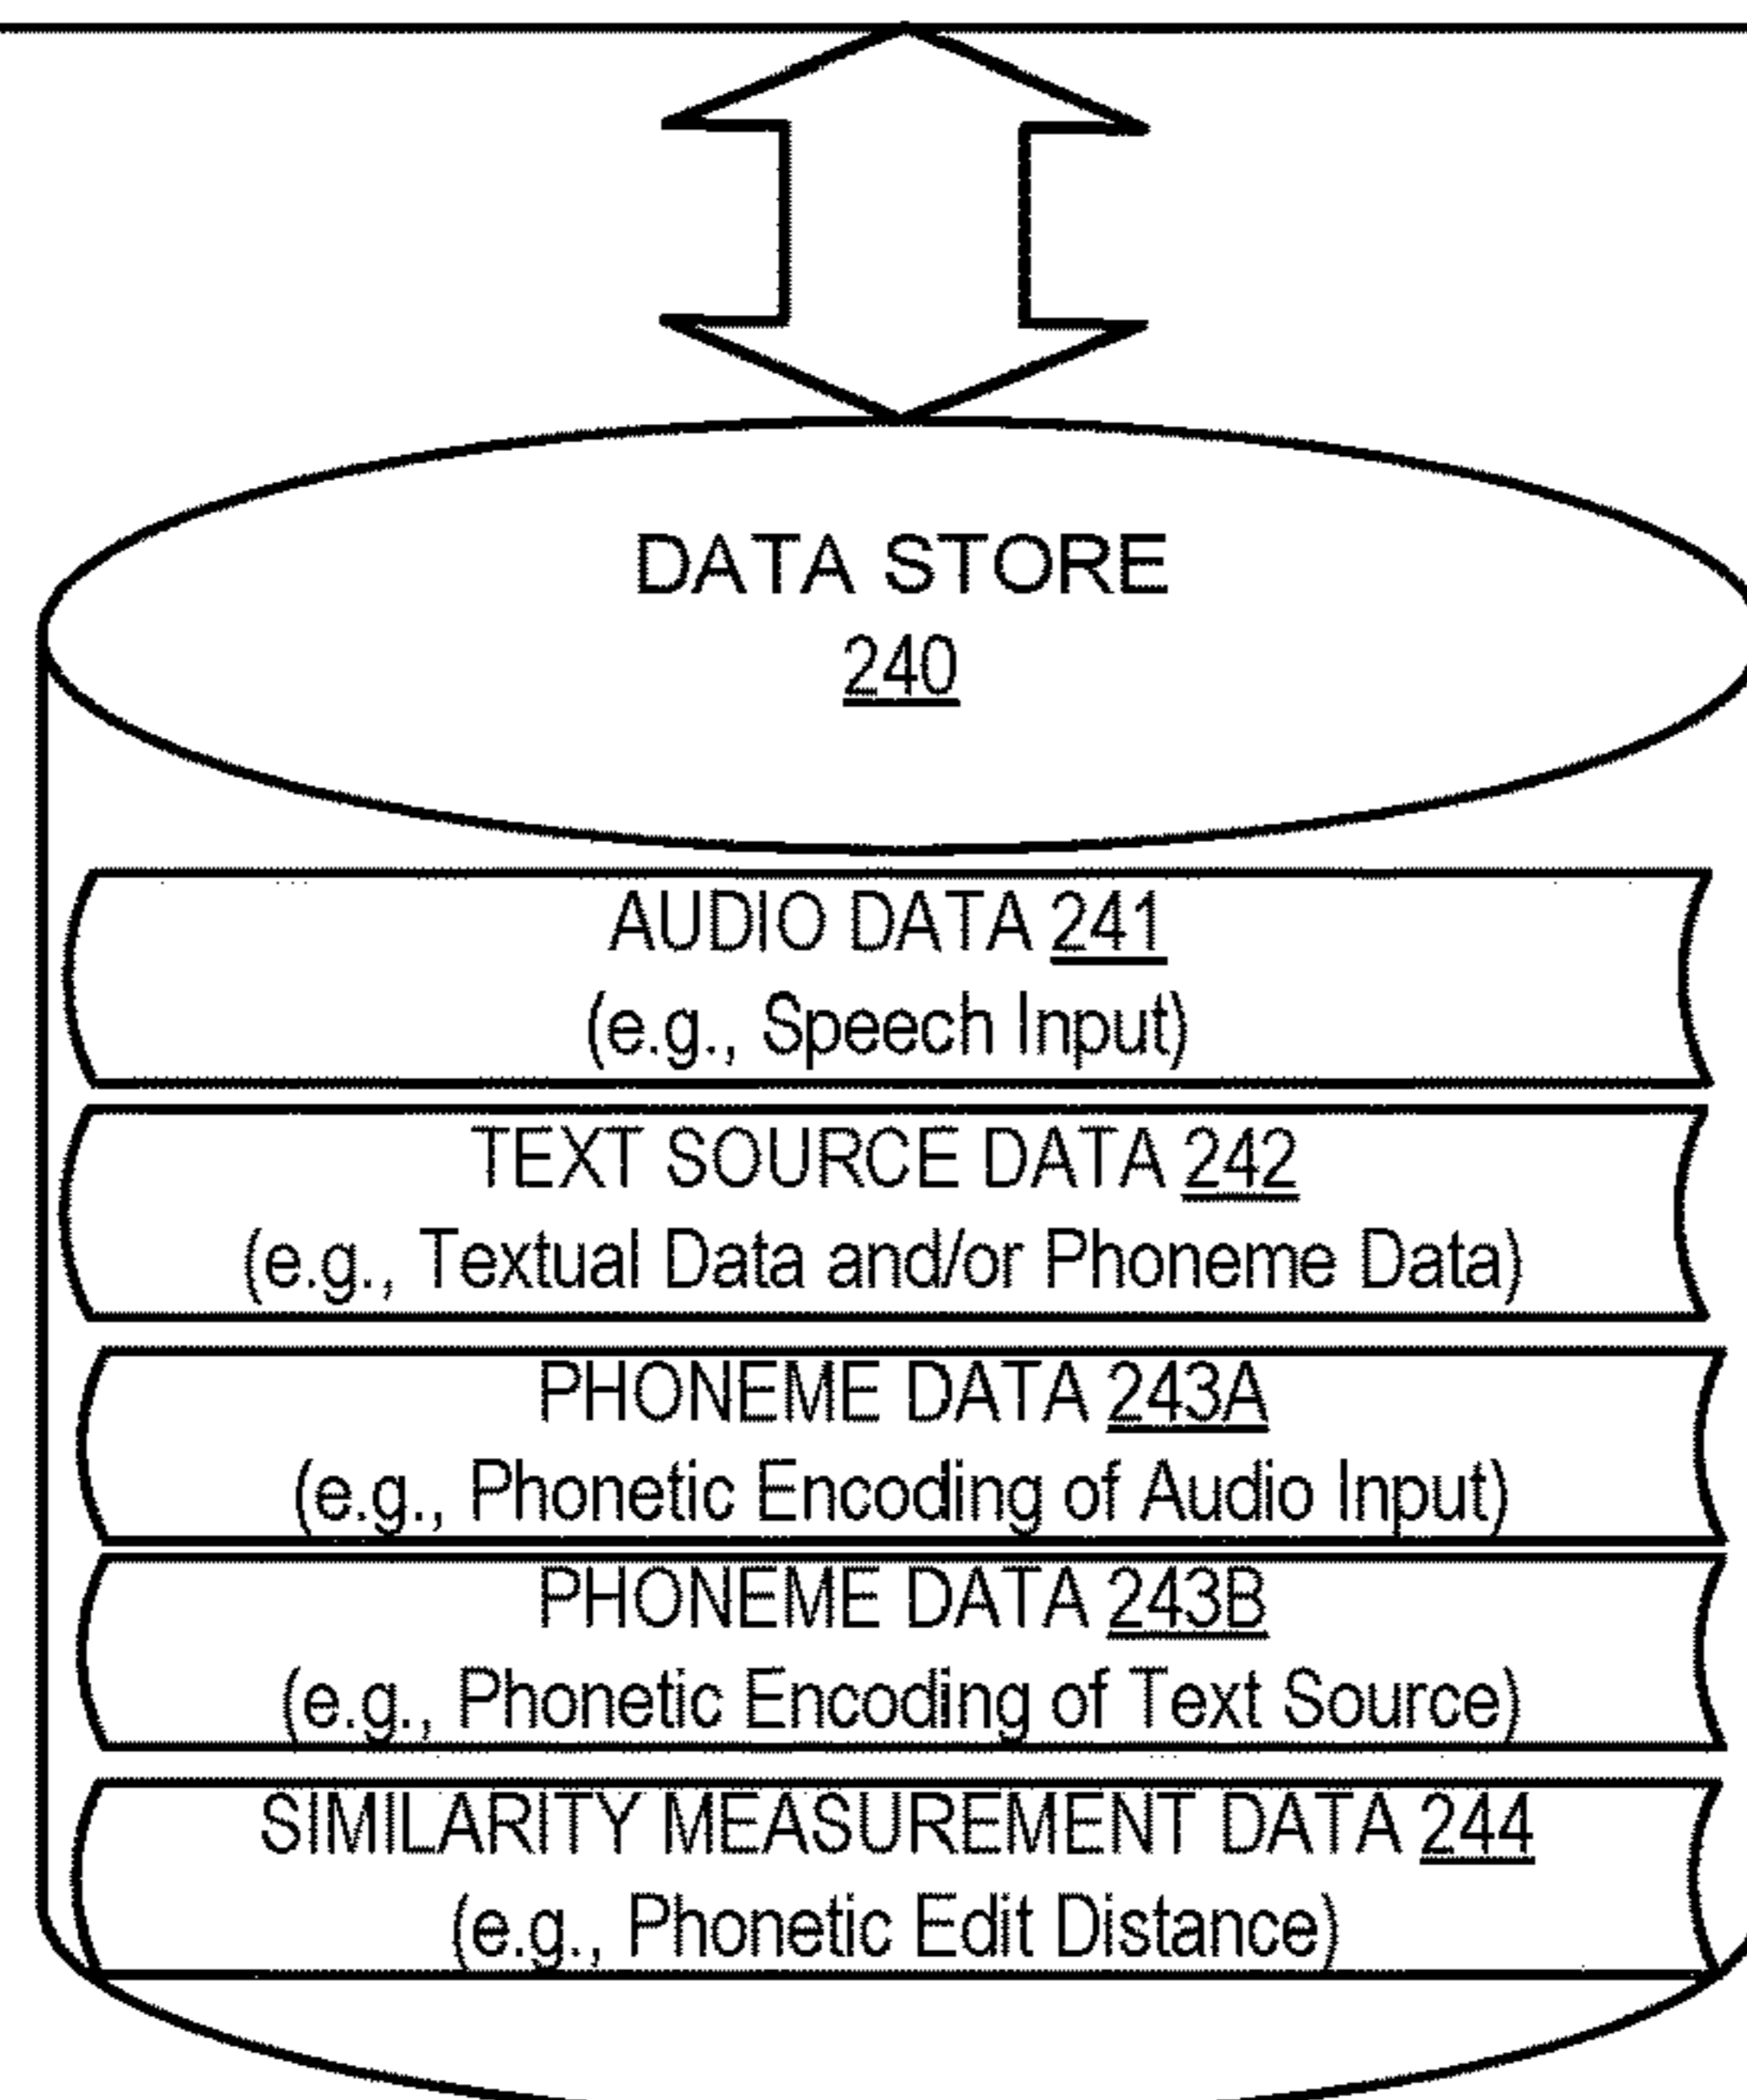 DATA STORE
240
AUDIO DATA 241
(e.g., Speech Input)
TEXT SOURCE DATA 242
(e.g., Textual Data and/or Phoneme Data)
PHONEME DATA 243A
(e.g., Phonetic Encoding of Audio Input)
PHONEME DATA 243B
(e.g., Phonetic Encoding of Text Source)
SIMILARITY MEASUREMENT DATA 244
(e.g., Phonetic Edit Distance)